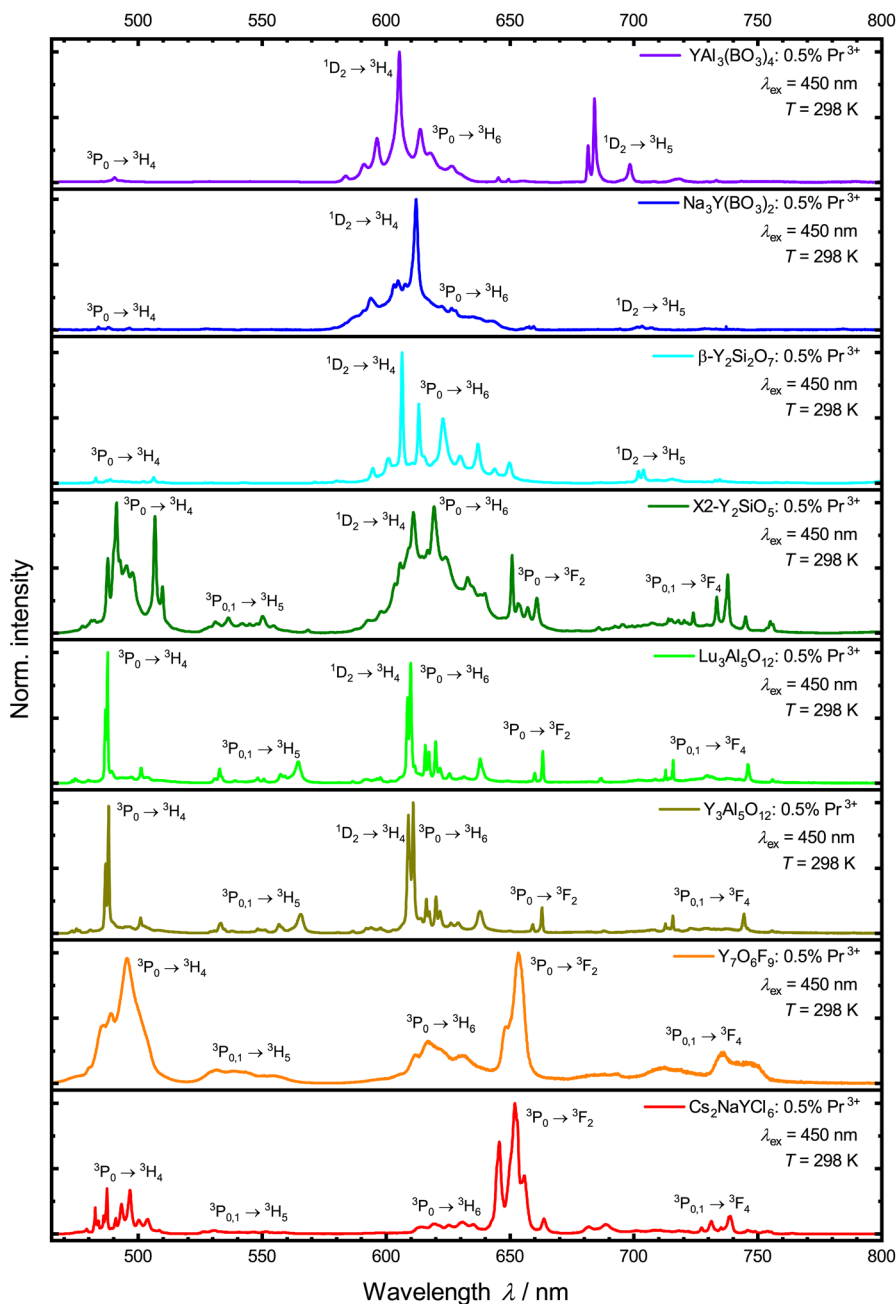 500 550 600 650 700 750 800
YAl₃(BO₃)₄: 0.5% Pr³⁺
λex = 450 nm
T = 298 K
¹D₂ → ³H₄
³P₀ → ³H₆
¹D₂ → ³H₅
³P₀ → ³H₄
Na₃Y(BO₃)₂: 0.5% Pr³⁺
λex = 450 nm
T = 298 K
¹D₂ → ³H₄
³P₀ → ³H₆
¹D₂ → ³H₅
³P₀ → ³H₄
β-Y₂Si₂O₇: 0.5% Pr³⁺
λex = 450 nm
T = 298 K
¹D₂ → ³H₄
³P₀ → ³H₆
³P₀ → ³H₄
¹D₂ → ³H₅
X2-Y₂SiO₅: 0.5% Pr³⁺
λex = 450 nm
T = 298 K
³P₀ → ³H₄
³P₀ → ³H₆
¹D₂ → ³H₄
³P₀ → ³F₂
³P₀,₁ → ³F₄
³P₀,₁ → ³H₅
Norm. intensity
Lu₃Al₅O₁₂: 0.5% Pr³⁺
λex = 450 nm
T = 298 K
³P₀ → ³H₄
¹D₂ → ³H₄
³P₀ → ³H₆
³P₀ → ³F₂
³P₀,₁ → ³H₅
³P₀,₁ → ³F₄
Y₃Al₅O₁₂: 0.5% Pr³⁺
λex = 450 nm
T = 298 K
³P₀ → ³H₄
¹D₂ → ³H₄
³P₀ → ³H₆
³P₀,₁ → ³H₅
³P₀ → ³F₂
³P₀,₁ → ³F₄
Y₇O₆F₉: 0.5% Pr³⁺
λex = 450 nm
T = 298 K
³P₀ → ³H₄
³P₀ → ³F₂
³P₀ → ³H₆
³P₀,₁ → ³F₄
³P₀,₁ → ³H₅
Cs₂NaYCl₆: 0.5% Pr³⁺
λex = 450 nm
T = 298 K
³P₀ → ³F₂
³P₀ → ³H₄
³P₀,₁ → ³H₅
³P₀ → ³H₆
³P₀,₁ → ³F₄
500 550 600 650 700 750 800
Wavelength λ / nm